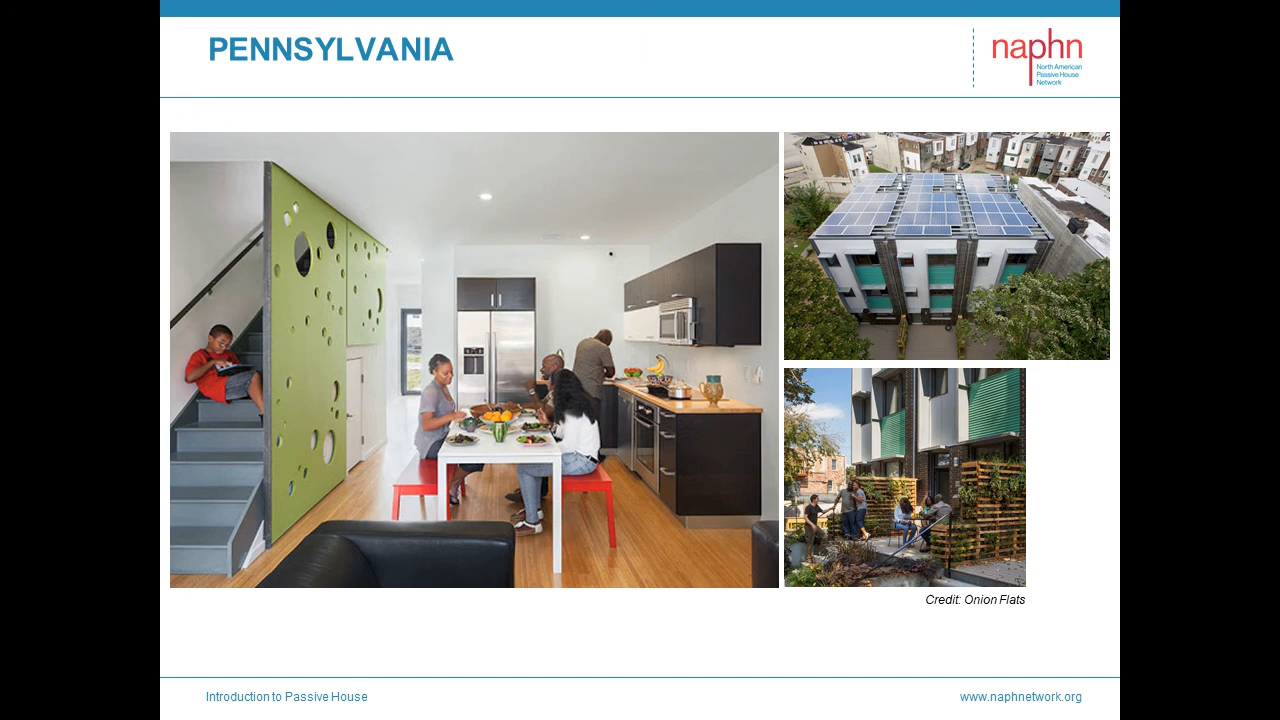 PENNSYLVANIA
naphn
North American
Passive House
Network
Credit: Onion Flats
Introduction to Passive House
www.naphnetwork.org